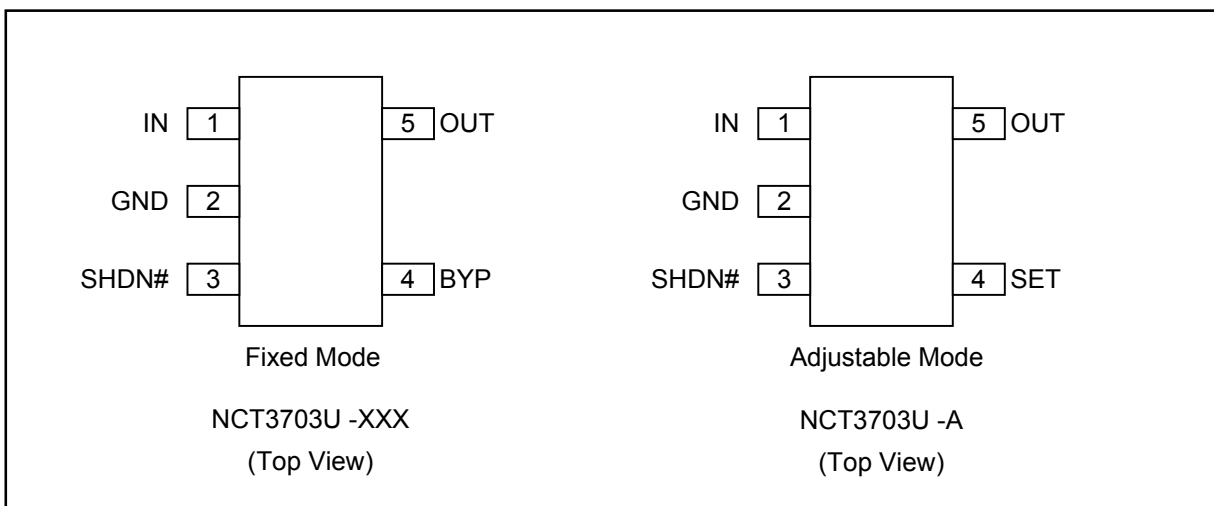 IN 1 5 OUT
GND 2
SHDN# 3 4 BYP
Fixed Mode
NCT3703U -XXX
(Top View)
IN 1 5 OUT
GND 2
SHDN# 3 4 SET
Adjustable Mode
NCT3703U -A
(Top View)